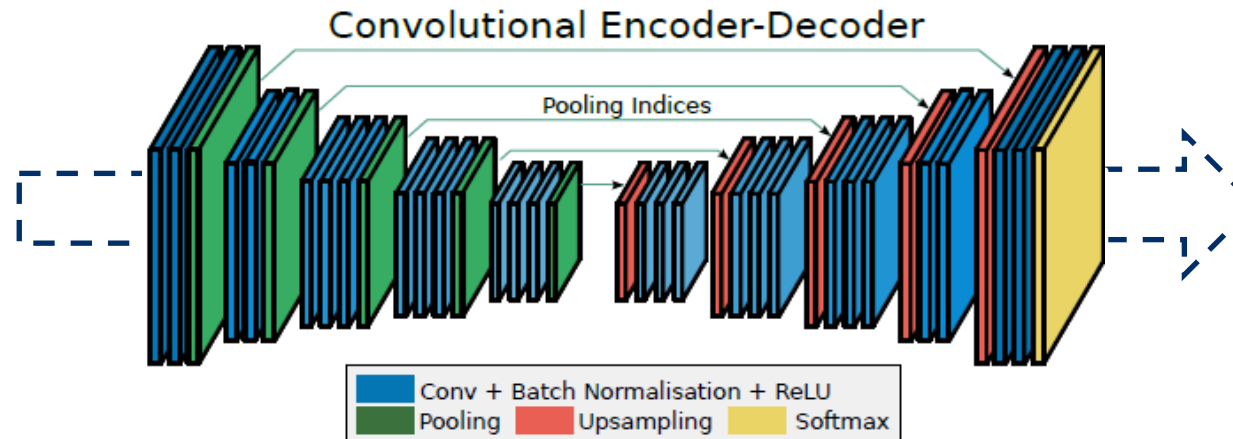 Convolutional Encoder-Decoder
Pooling Indices
Conv + Batch Normalisation + ReLU
Pooling Upsampling Softmax